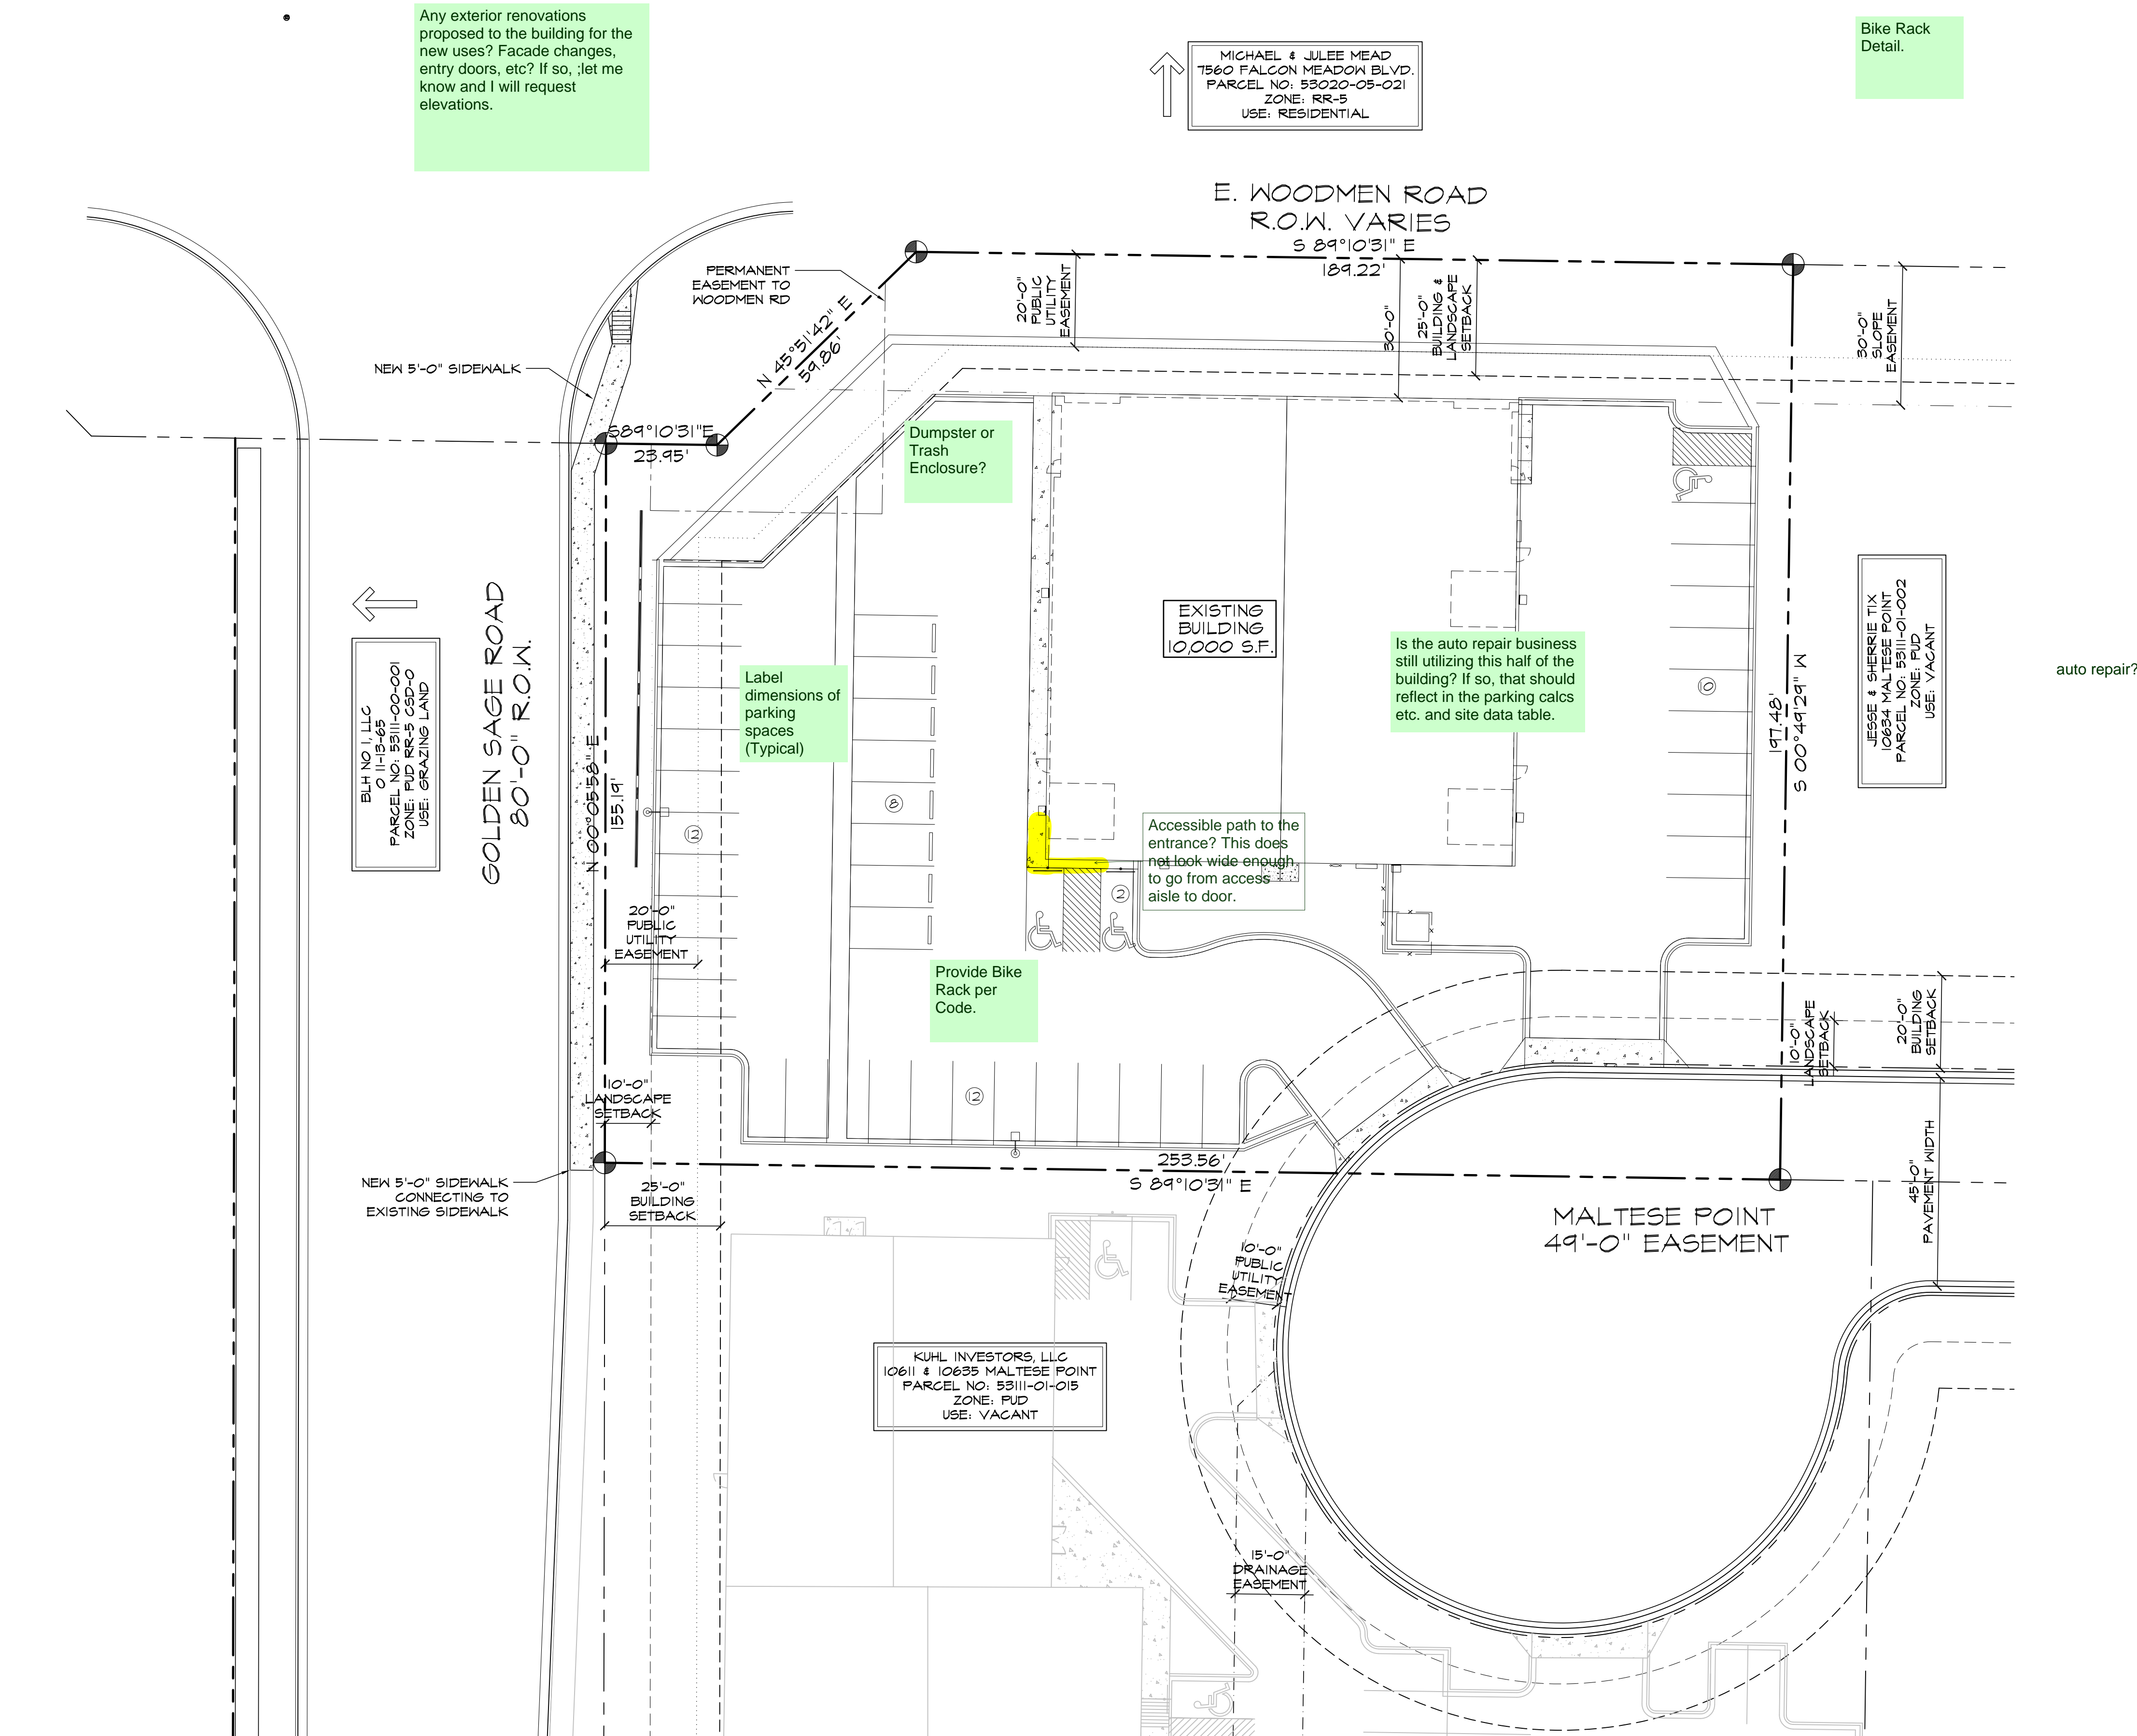 Any exterior renovations
proposed to the building for the
new uses? Facade changes,
entry doors, etc? If so, ;let me
know and I will request
elevations.
Bike Rack
Detail.
MICHAEL & JULEE MEAD
7560 FALCON MEADOW BLVD.
PARCEL NO: 53020-05-021
ZONE: RR-5
USE: RESIDENTIAL
E. WOODMEN ROAD
R.O.W. VARIES
S 89°10'31" E
189.22'
PERMANENT
EASEMENT TO
WOODMEN RD
N 45°51'42" E
59.86'
20'-0"
PUBLIC
UTILITY
EASEMENT
30'-0"
25'-0"
BUILDING &
LANDSCAPE
SETBACK
30'-0"
SLOPE
EASEMENT
NEW 5'-0" SIDEWALK
S89°10'31"E
23.95'
Dumpster or
Trash
Enclosure?
EXISTING
BUILDING
10,000 S.F.
Is the auto repair business
still utilizing this half of the
building? If so, that should
reflect in the parking calcs
etc. and site data table.
auto repair?
Label
dimensions of
parking
spaces
(Typical)
BLH NO 1, LLC
0 11-13-65
PARCEL NO: 53111-00-001
ZONE: PUD RR-5 CSD-0
USE: GRAZING LAND
GOLDEN SAGE ROAD
80'-0" R.O.W.
N 00°05'58" E
155.19'
10
197.48'
S 00°49'29" W
JESSE & SHERRIE TIX
10634 MALTESE POINT
PARCEL NO: 53111-01-002
ZONE: PUD
USE: VACANT
8
12
Accessible path to the
entrance? This does
not look wide enough
to go from access
aisle to door.
2
20'-0"
PUBLIC
UTILITY
EASEMENT
Provide Bike
Rack per
Code.
10'-0"
LANDSCAPE
SETBACK
20'-0"
BUILDING
SETBACK
10'-0"
LANDSCAPE
SETBACK
12
253.56'
S 89°10'31" E
NEW 5'-0" SIDEWALK
CONNECTING TO
EXISTING SIDEWALK
25'-0"
BUILDING
SETBACK
45'-0"
PAVEMENT WIDTH
MALTESE POINT
49'-0" EASEMENT
10'-0"
PUBLIC
UTILITY
EASEMENT
KUHL INVESTORS, LLC
10611 & 10635 MALTESE POINT
PARCEL NO: 53111-01-015
ZONE: PUD
USE: VACANT
15'-0"
DRAINAGE
EASEMENT